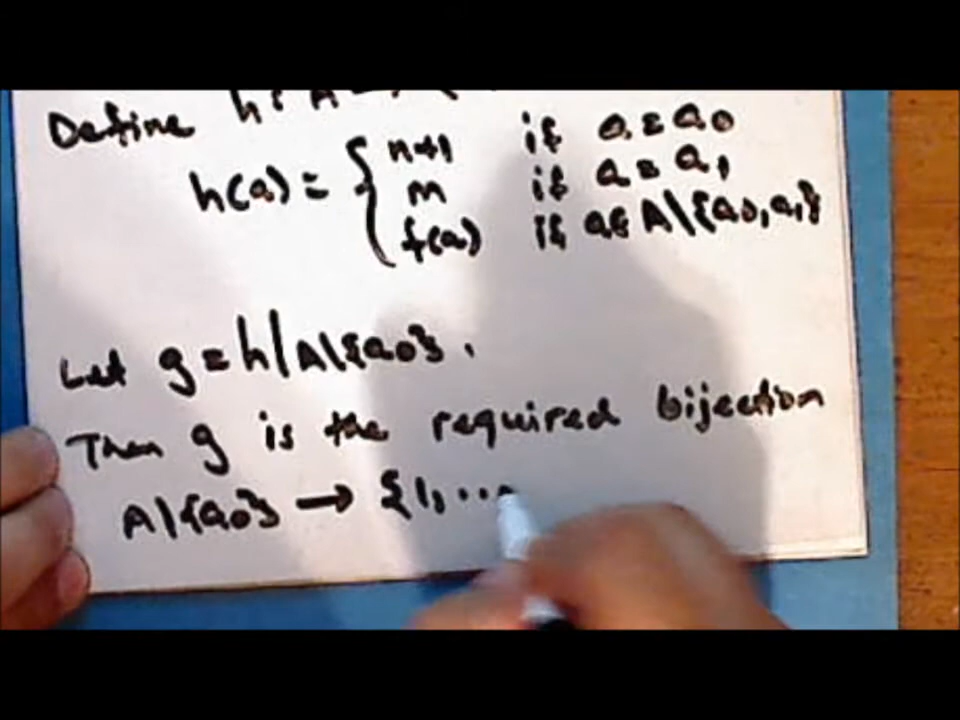 Define h : A →
h(a) = { n+1 if a = a0
m if a = a1
f(a) if a ∈ A\{a0, a1}
Let g = h|A\{a0}.
Then g is the required bijection
A\{a0} → {1, ...